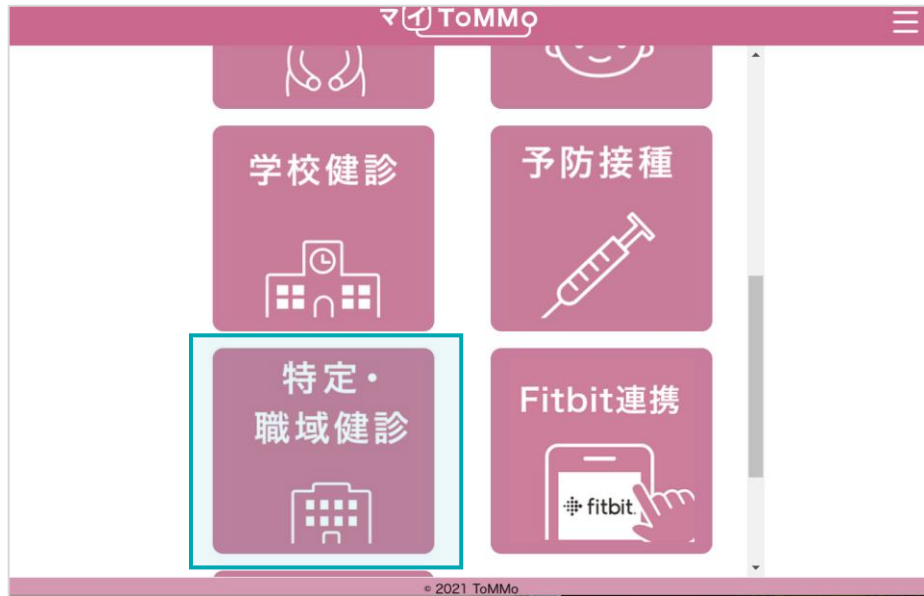 マイToMMo
学校健診
予防接種
特定・
職域健診
Fitbit連携
fitbit.
© 2021 ToMMo